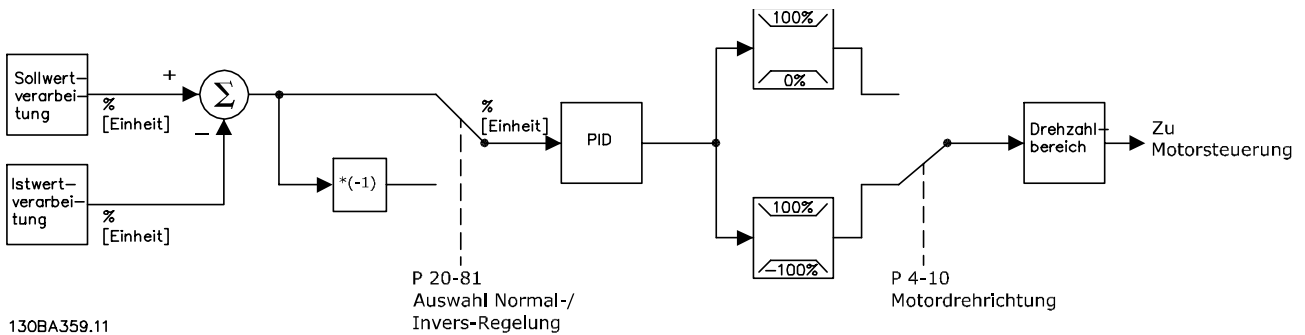 Sollwert-
verarbei-
tung
%
[Einheit]
+
−
Σ
Istwert-
verarbei-
tung
%
[Einheit]
*(-1)
P 20-81
Auswahl Normal-/
Invers-Regelung
%
[Einheit]
PID
100%
0%
100%
-100%
P 4-10
Motordrehrichtung
Drehzahl-
bereich
Zu
Motorsteuerung
130BA359.11